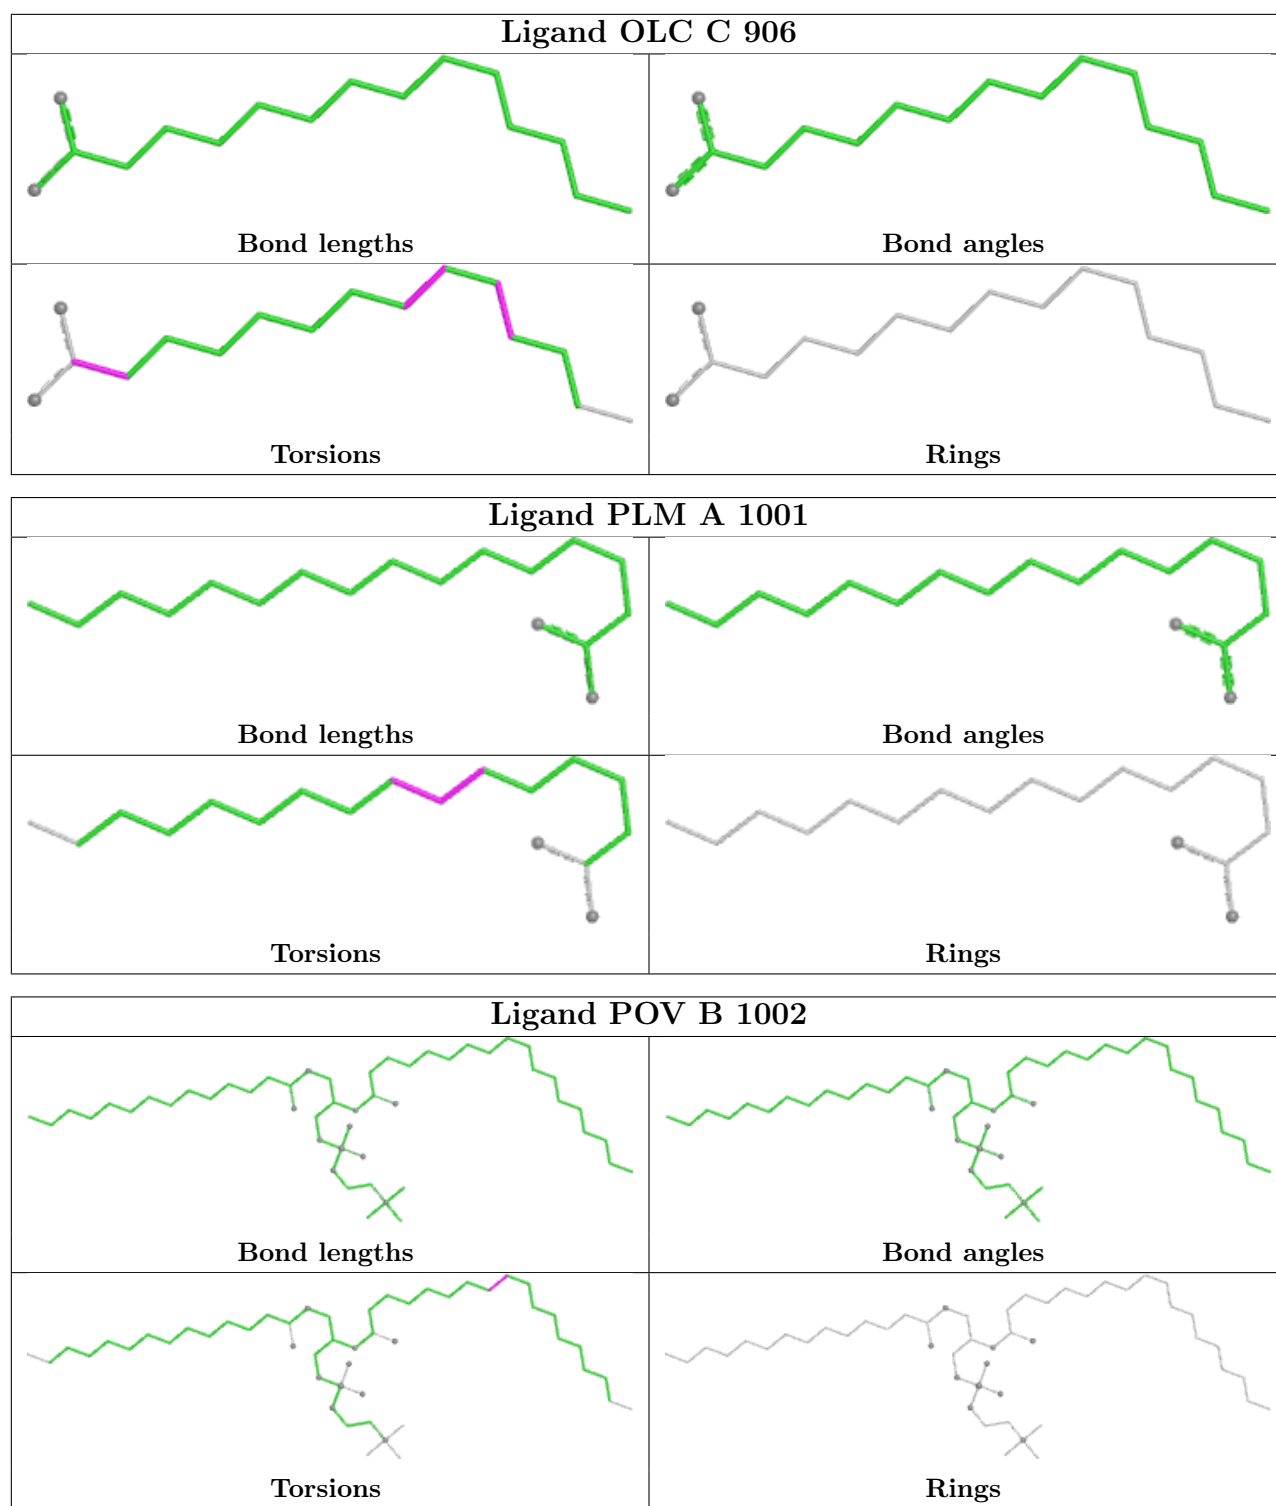 Ligand OLC C 906
Bond lengths
Bond angles
Torsions
Rings
Ligand PLM A 1001
Bond lengths
Bond angles
Torsions
Rings
Ligand POV B 1002
Bond lengths
Bond angles
Torsions
Rings